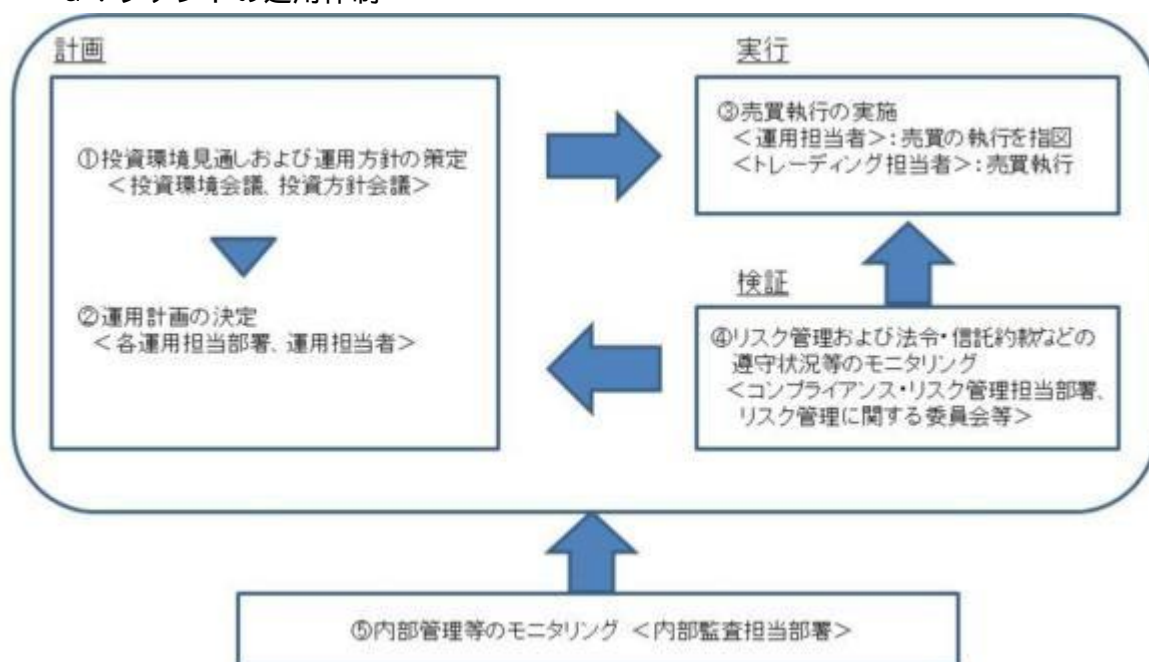 の運用体制
計画
①投資環境見通しおよび運用方針の策定
<投資環境会議、投資方針会議>
②運用計画の決定
<各運用担当部署、運用担当者>
実行
③売買執行の実施
<運用担当者>:売買の執行を指図
<トレーディング担当者>:売買執行
検証
④リスク管理および法令・信託約款などの
遵守状況等のモニタリング
<コンプライアンス・リスク管理担当部署、
リスク管理に関する委員会等>
⑤内部管理等のモニタリング <内部監査担当部署>